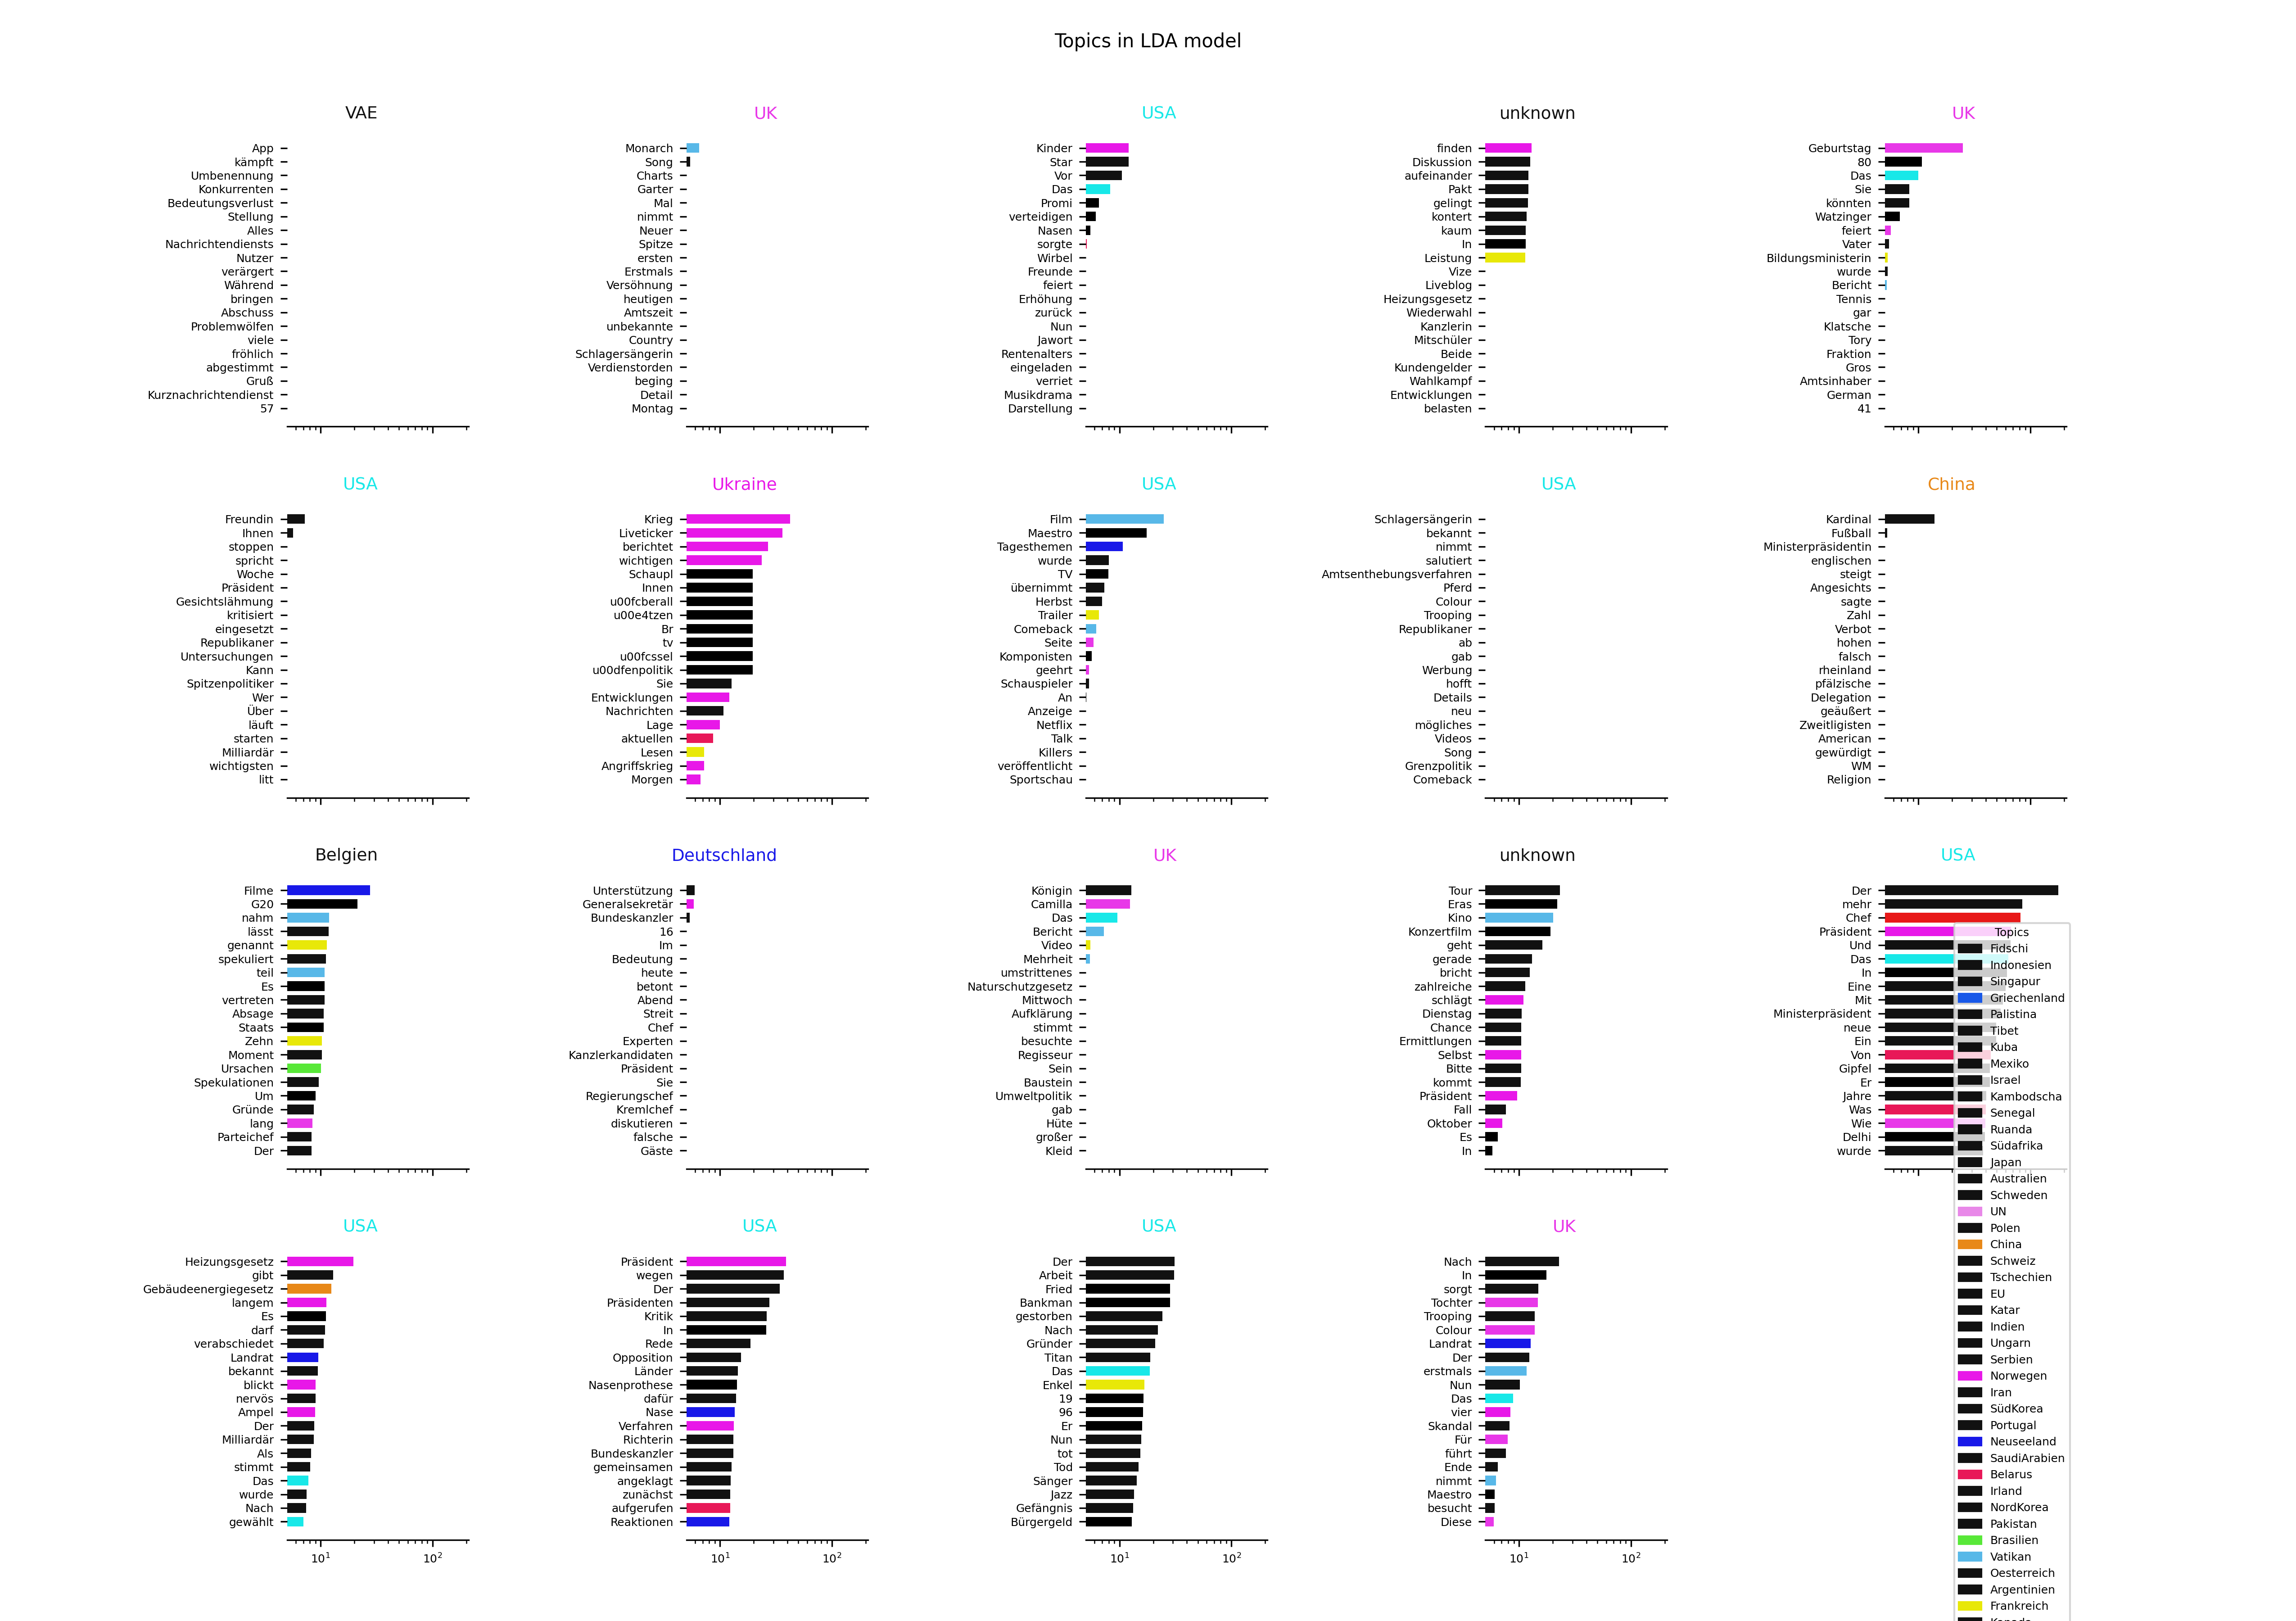 Topics in LDA model
VAE
App
kämpft
Umbenennung
Konkurrenten
Bedeutungsverlust
Stellung
Alles
Nachrichtendiensts
Nutzer
verärgert
Während
bringen
Abschuss
Problemwölfen
viele
fröhlich
abgestimmt
Gruß
Kurznachrichtendienst
57
UK
Monarch
Song
Charts
Garter
Mal
nimmt
Neuer
Spitze
ersten
Erstmals
Versöhnung
heutigen
Amtszeit
unbekannte
Country
Schlagersängerin
Verdienstorden
beging
Detail
Montag
USA
Kinder
Star
Vor
Das
Promi
verteidigen
Nasen
sorgte
Wirbel
Freunde
feiert
Erhöhung
zurück
Nun
Jawort
Rentenalters
eingeladen
verriet
Musikdrama
Darstellung
unknown
finden
Diskussion
aufeinander
Pakt
gelingt
kontert
kaum
In
Leistung
Vize
Liveblog
Heizungsgesetz
Wiederwahl
Kanzlerin
Mitschüler
Beide
Kundengelder
Wahlkampf
Entwicklungen
belasten
UK
Geburtstag
80
Das
Sie
könnten
Watzinger
feiert
Vater
Bildungsministerin
wurde
Bericht
Tennis
gar
Klatsche
Tory
Fraktion
Gros
Amtsinhaber
German
41
USA
Freundin
Ihnen
stoppen
spricht
Woche
Präsident
Gesichtslähmung
kritisiert
eingesetzt
Republikaner
Untersuchungen
Kann
Spitzenpolitiker
Wer
Über
läuft
starten
Milliardär
wichtigsten
litt
Ukraine
Krieg
Liveticker
berichtet
wichtigen
Schaupl
Innen
u00fcberall
u00e4tzen
Br
tv
u00fcssel
u00dfenpolitik
Sie
Entwicklungen
Nachrichten
Lage
aktuellen
Lesen
Angriffskrieg
Morgen
USA
Film
Maestro
Tagesthemen
wurde
TV
übernimmt
Herbst
Trailer
Comeback
Seite
Komponisten
geehrt
Schauspieler
An
Anzeige
Netflix
Talk
Killers
veröffentlicht
Sportschau
USA
Schlagersängerin
bekannt
nimmt
salutiert
Amtsenthebungsverfahren
Pferd
Colour
Trooping
Republikaner
ab
gab
Werbung
hofft
Details
neu
mögliches
Videos
Song
Grenzpolitik
Comeback
China
Kardinal
Fußball
Ministerpräsidentin
englischen
steigt
Angesichts
sagte
Zahl
Verbot
hohen
falsch
rheinland
pfälzische
Delegation
geäußert
Zweitligisten
American
gewürdigt
WM
Religion
Belgien
Filme
G20
nahm
lässt
genannt
spekuliert
teil
Es
vertreten
Absage
Staats
Zehn
Moment
Ursachen
Spekulationen
Um
Gründe
lang
Parteichef
Der
Deutschland
Unterstützung
Generalsekretär
Bundeskanzler
16
Im
Bedeutung
heute
betont
Abend
Streit
Chef
Experten
Kanzlerkandidaten
Präsident
Sie
Regierungschef
Kremlchef
diskutieren
falsche
Gäste
UK
Königin
Camilla
Das
Bericht
Video
Mehrheit
umstrittenes
Naturschutzgesetz
Mittwoch
Aufklärung
stimmt
besuchte
Regisseur
Sein
Baustein
Umweltpolitik
gab
Hüte
großer
Kleid
unknown
Tour
Eras
Kino
Konzertfilm
geht
gerade
bricht
zahlreiche
schlägt
Dienstag
Chance
Ermittlungen
Selbst
Bitte
kommt
Präsident
Fall
Oktober
Es
In
USA
Der
mehr
Chef
Präsident
Und
Das
In
Eine
Mit
Ministerpräsident
neue
Ein
Von
Gipfel
Er
Jahre
Was
Wie
Delhi
wurde
USA
Heizungsgesetz
gibt
Gebäudeenergiegesetz
langem
Es
darf
verabschiedet
Landrat
bekannt
blickt
nervös
Ampel
Der
Milliardär
Als
stimmt
Das
wurde
Nach
gewählt
10¹
10²
USA
Präsident
wegen
Der
Präsidenten
Kritik
In
Rede
Opposition
Länder
Nasenprothese
dafür
Nase
Verfahren
Richterin
Bundeskanzler
gemeinsamen
angeklagt
zunächst
aufgerufen
Reaktionen
10¹
10²
USA
Der
Arbeit
Fried
Bankman
gestorben
Nach
Gründer
Titan
Das
Enkel
19
96
Er
Nun
tot
Tod
Sänger
Jazz
Gefängnis
Bürgergeld
10¹
10²
UK
Nach
In
sorgt
Tochter
Trooping
Colour
Landrat
Der
erstmals
Nun
Das
vier
Skandal
Für
führt
Ende
nimmt
Maestro
besucht
Diese
10¹
10²
Topics
Fidschi
Indonesien
Singapur
Griechenland
Palistina
Tibet
Kuba
Mexiko
Israel
Kambodscha
Senegal
Ruanda
Südafrika
Japan
Australien
Schweden
UN
Polen
China
Schweiz
Tschechien
EU
Katar
Indien
Ungarn
Serbien
Norwegen
Iran
SüdKorea
Portugal
Neuseeland
SaudiArabien
Belarus
Irland
NordKorea
Pakistan
Brasilien
Vatikan
Oesterreich
Argentinien
Frankreich